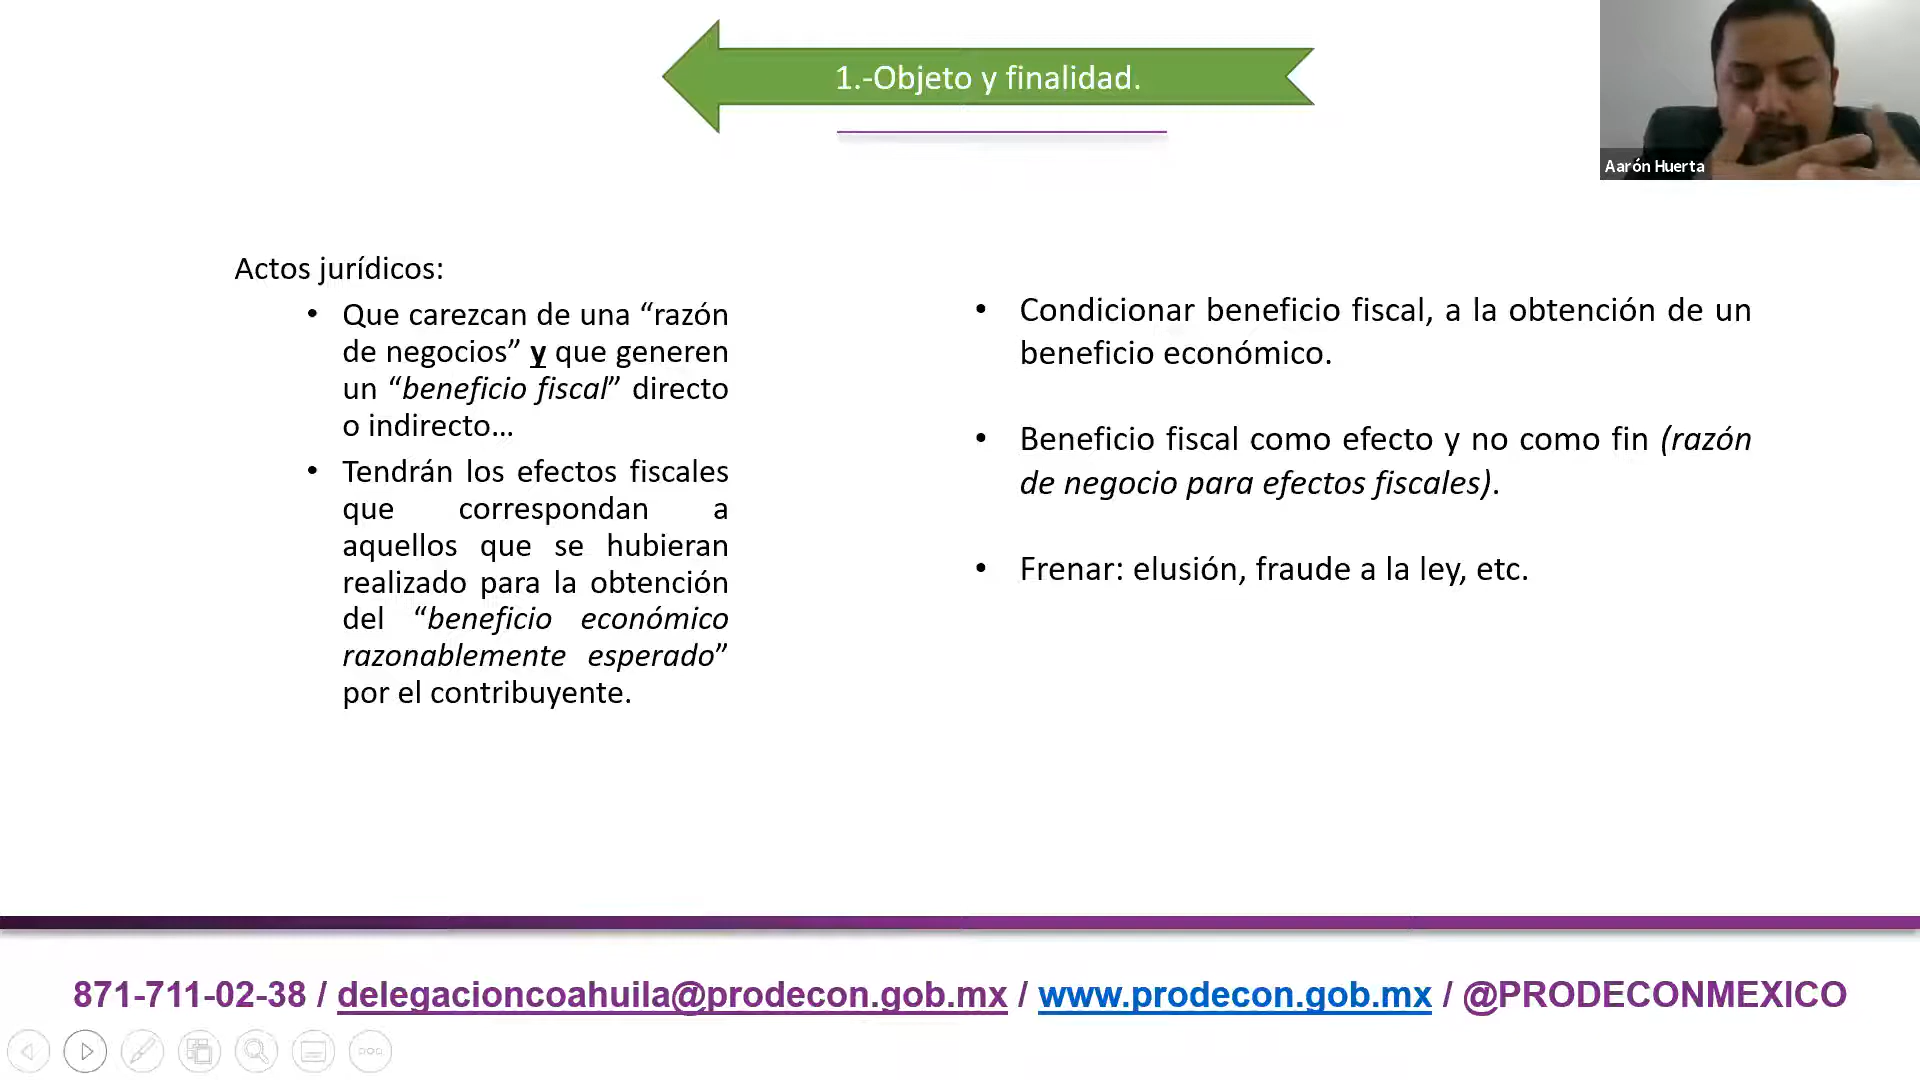 1.-Objeto y finalidad.
Aarón Huerta
Actos jurídicos:
• Que carezcan de una “razón
de negocios” y que generen
un “beneficio fiscal” directo
o indirecto…
• Tendrán los efectos fiscales
que correspondan a
aquellos que se hubieran
realizado para la obtención
del “beneficio económico
razonablemente esperado”
por el contribuyente.
• Condicionar beneficio fiscal, a la obtención de un
beneficio económico.
• Beneficio fiscal como efecto y no como fin (razón
de negocio para efectos fiscales).
• Frenar: elusión, fraude a la ley, etc.
871-711-02-38 / delegacioncoahuila@prodecon.gob.mx / www.prodecon.gob.mx / @PRODECONMEXICO